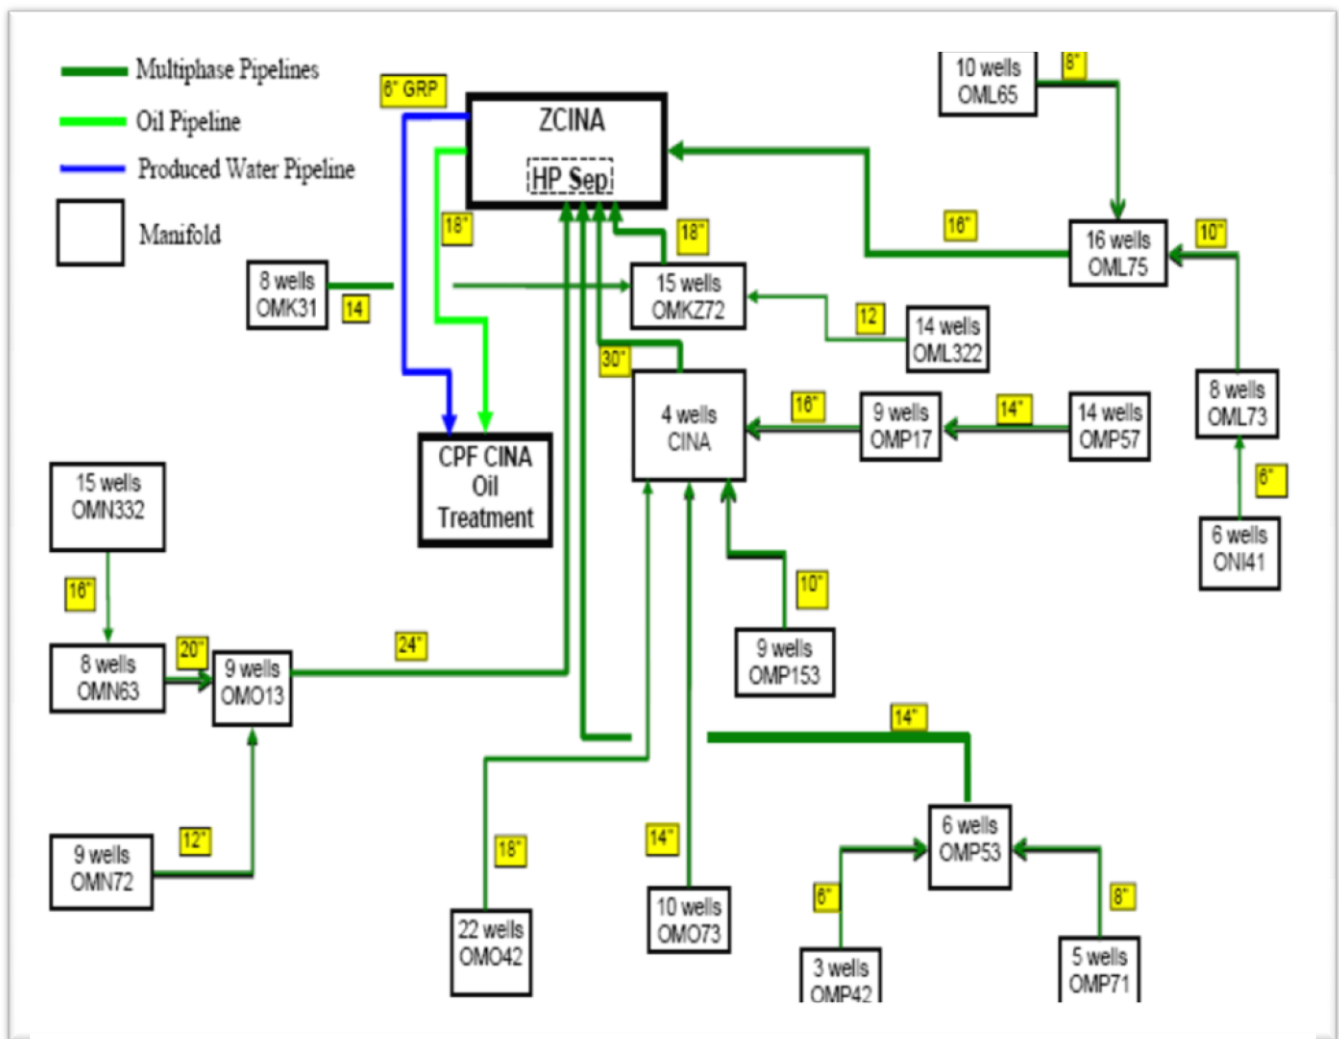 Multiphase Pipelines
Oil Pipeline
Produced Water Pipeline
Manifold
6" GRP
ZCINA
HP Sep
10 wells
OML65
8"
18"
18"
16"
16 wells
OML75
10"
8 wells
OMK31
14
15 wells
OMKZ72
12
14 wells
OML322
30"
4 wells
CINA
16"
9 wells
OMP17
14"
14 wells
OMP57
8 wells
OML73
6"
6 wells
ONI41
CPF CINA
Oil
Treatment
15 wells
OMN332
16"
8 wells
OMN63
20"
9 wells
OMO13
24"
10"
9 wells
OMP153
14"
9 wells
OMN72
12"
18"
22 wells
OMO42
14"
10 wells
OMO73
6 wells
OMP53
6"
3 wells
OMP42
8"
5 wells
OMP71